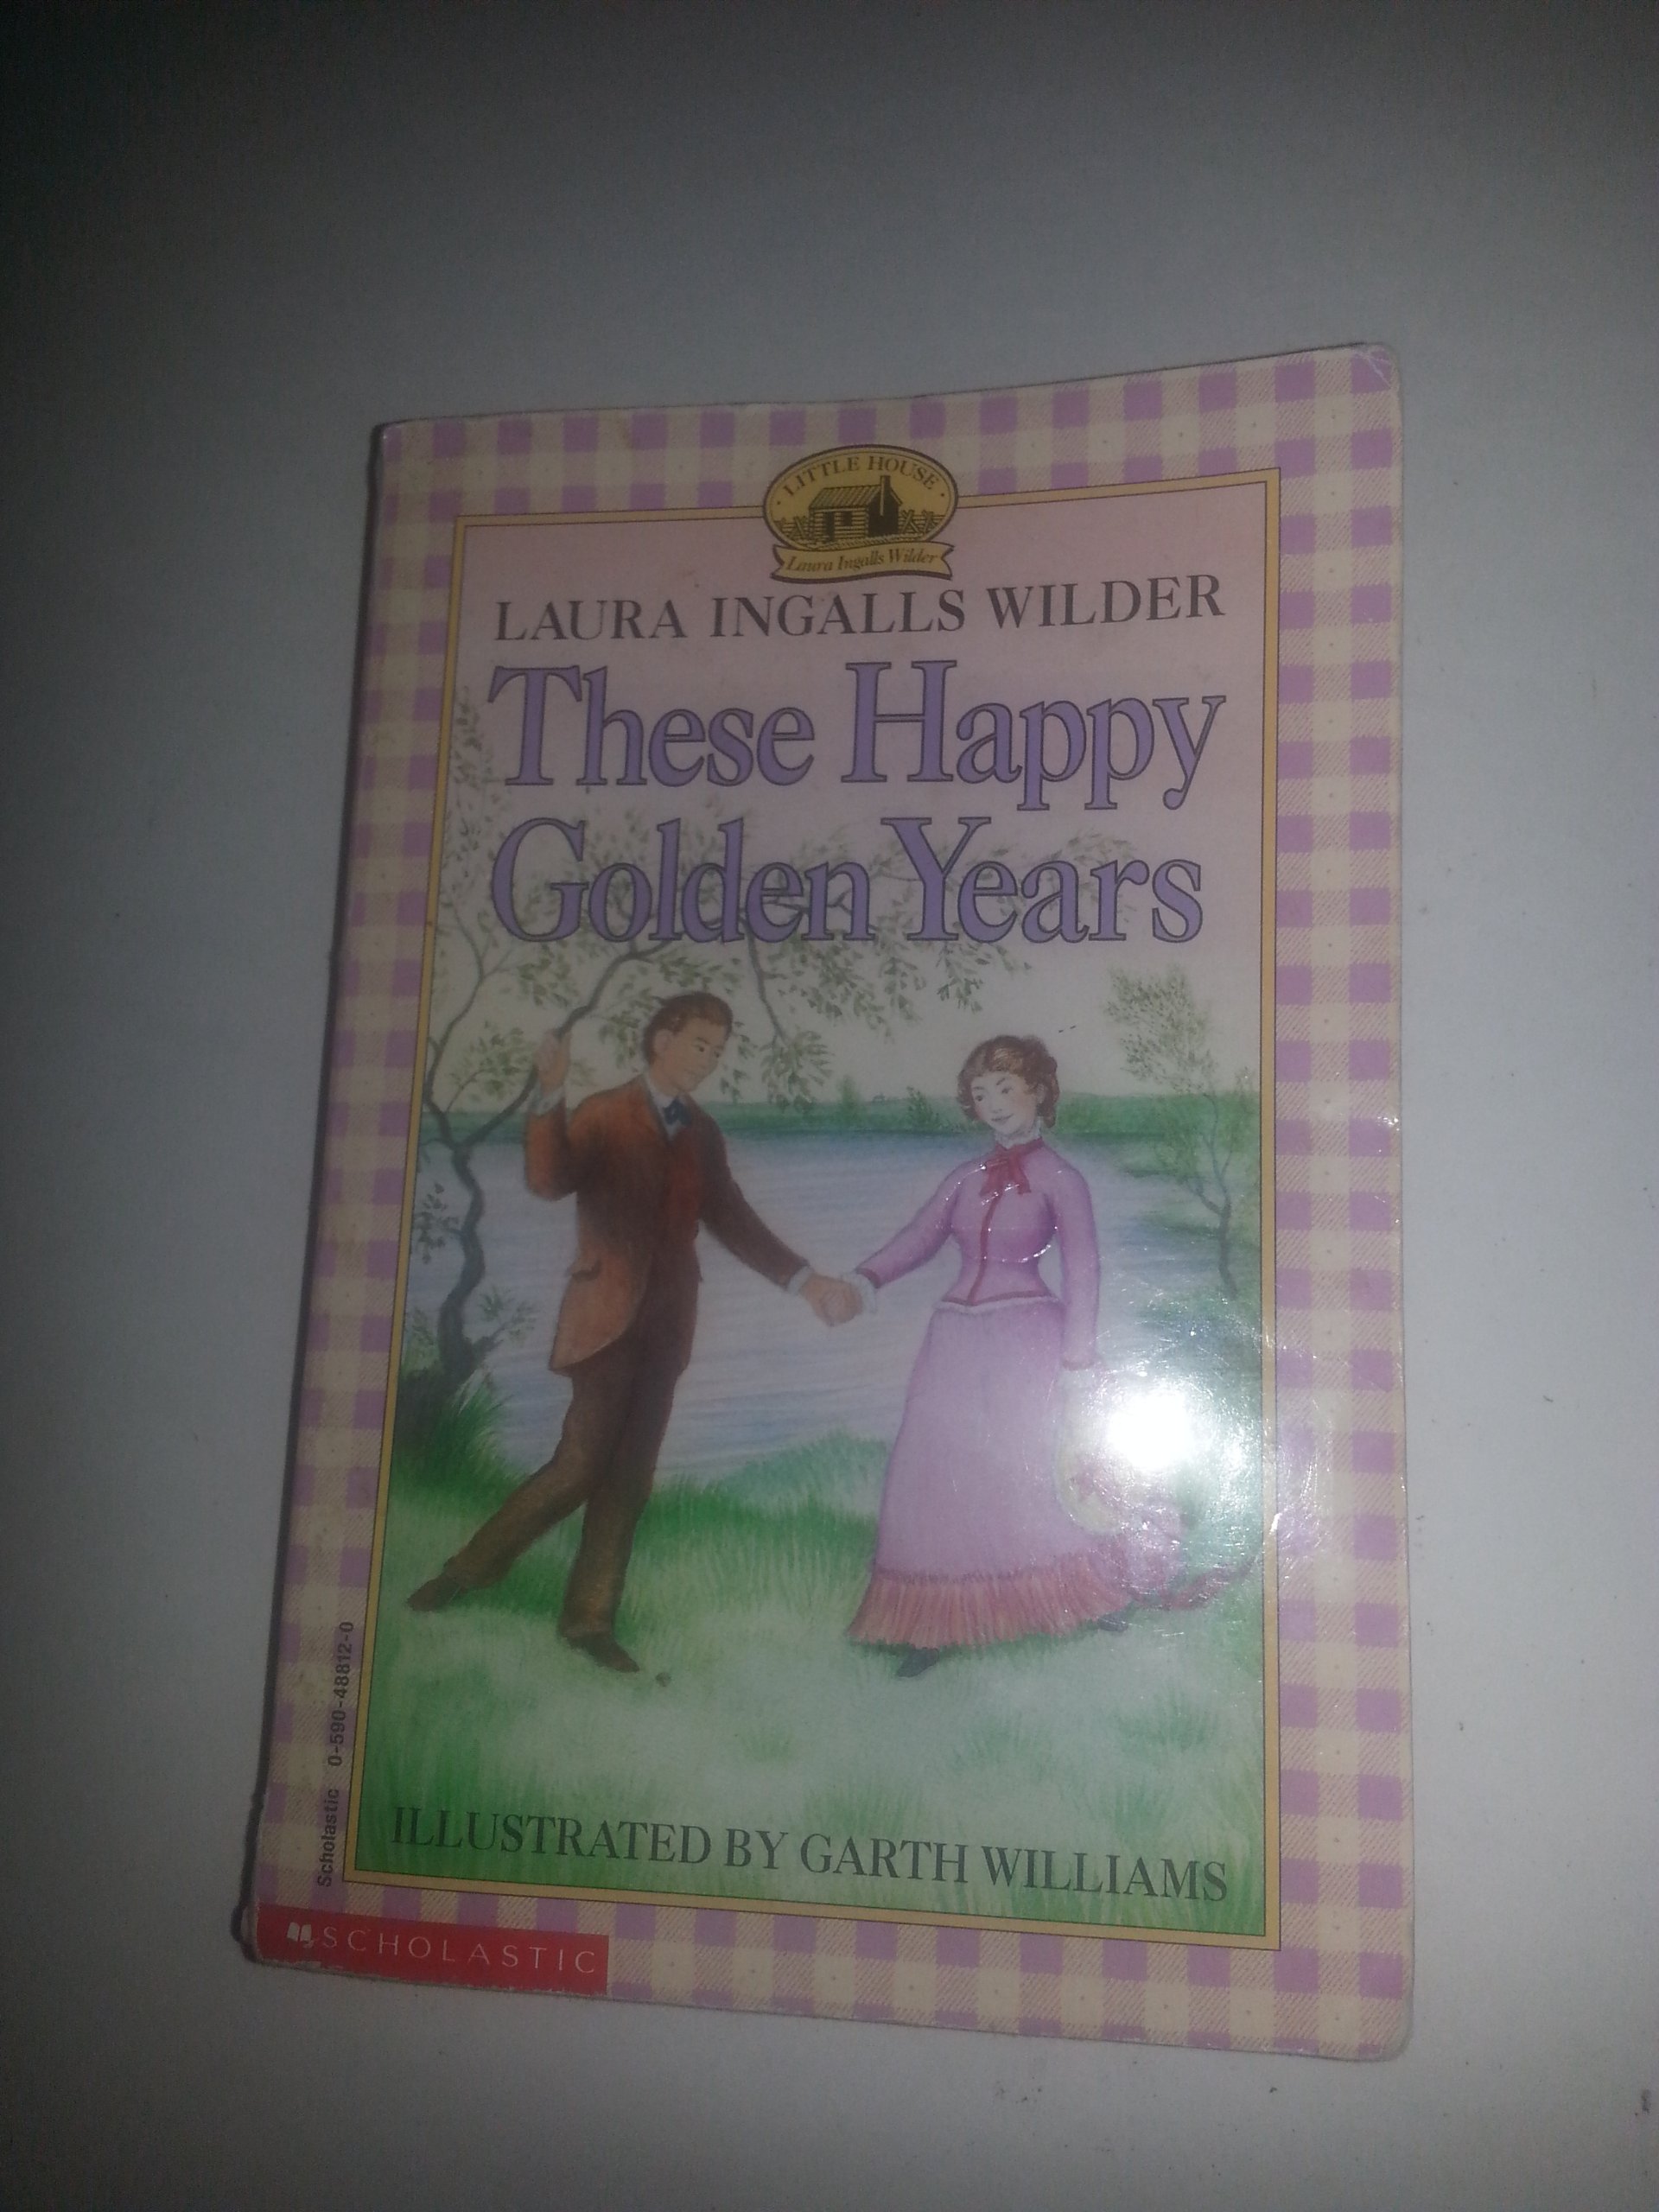 · LITTLE HOUSE ·
Laura Ingalls Wilder
LAURA INGALLS WILDER
These Happy
Golden Years
ILLUSTRATED BY GARTH WILLIAMS
Scholastic 0-590-48812-0
SCHOLASTIC